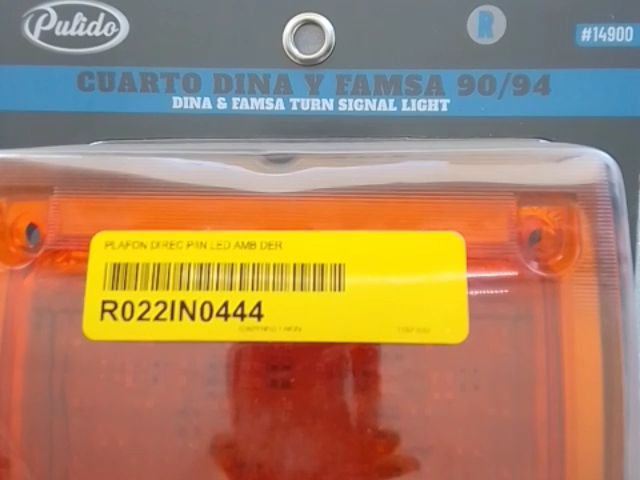 Pulido
R
#14900
CUARTO DINA Y FAMSA 90/94
DINA & FAMSA TURN SIGNAL LIGHT
PLAFON DIREC P/IN LED AMB DER
R022IN0444